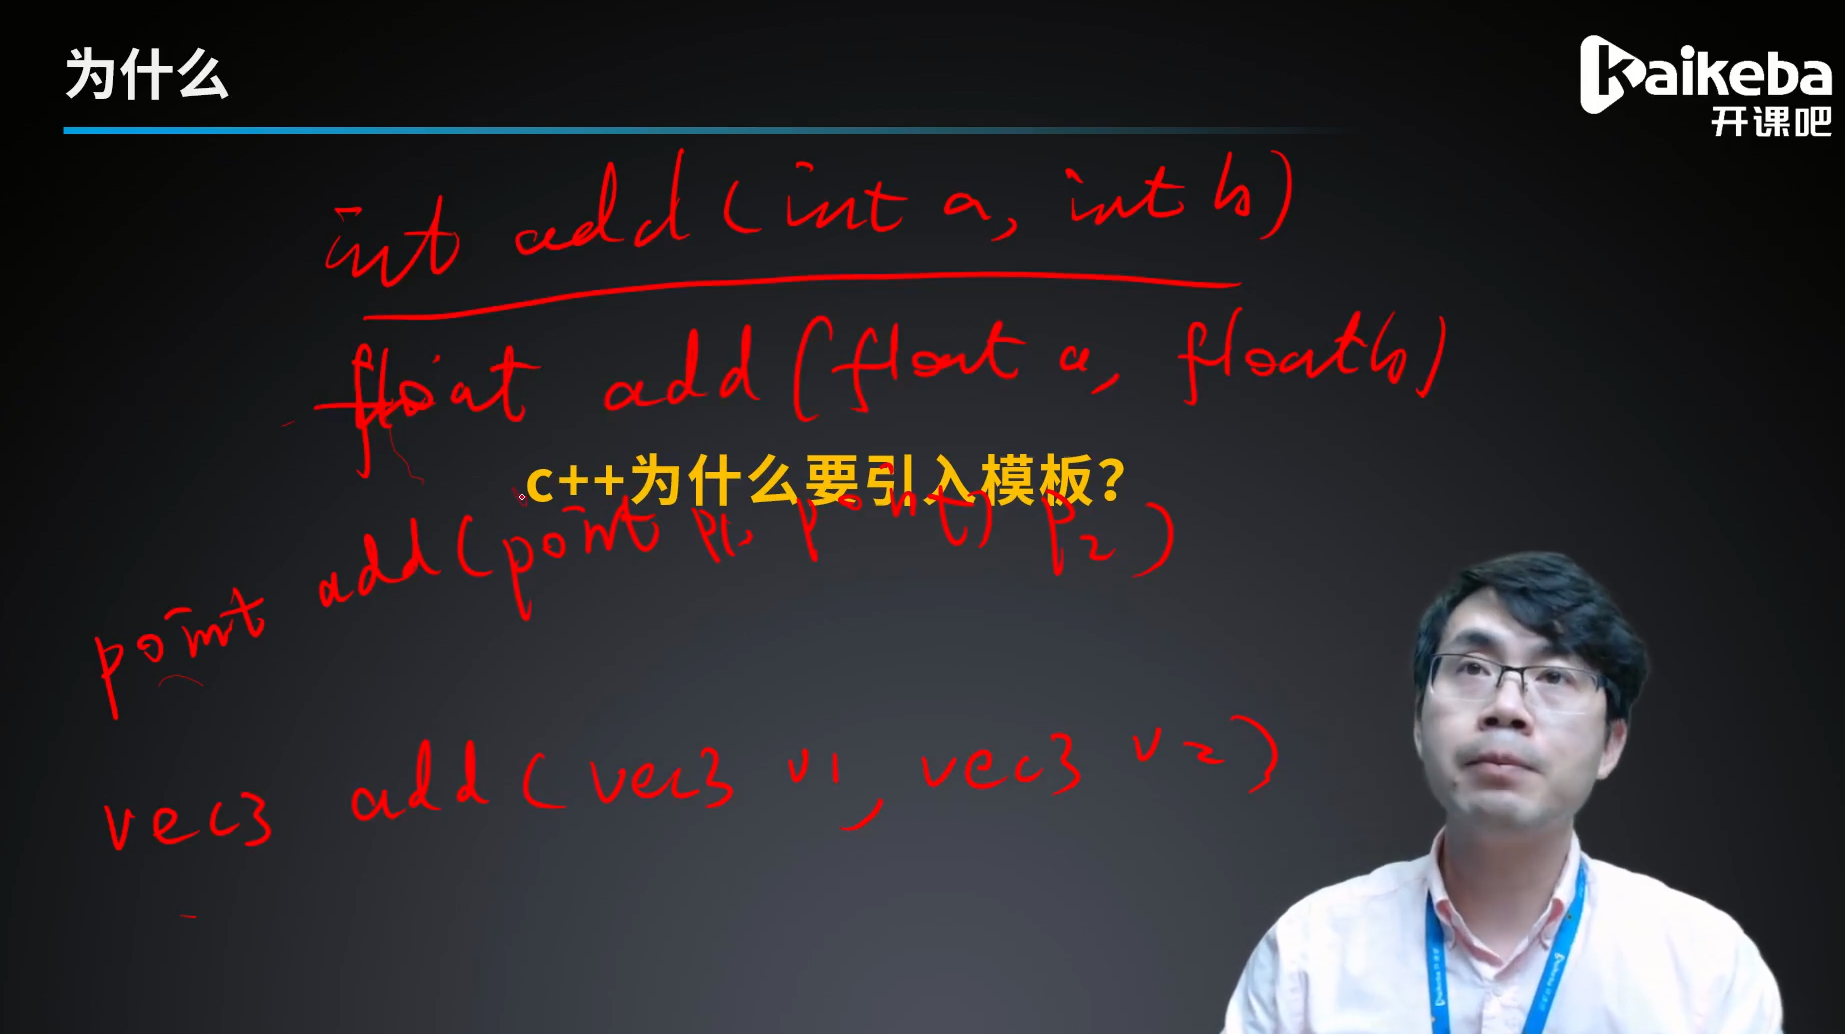 为什么
kaikeba
开课吧
int add(int a, int b)
float add(float a, float b)
c++为什么要引入模板？
point add(point p1, point p2)
vec3 add(vec3 v1, vec3 v2)